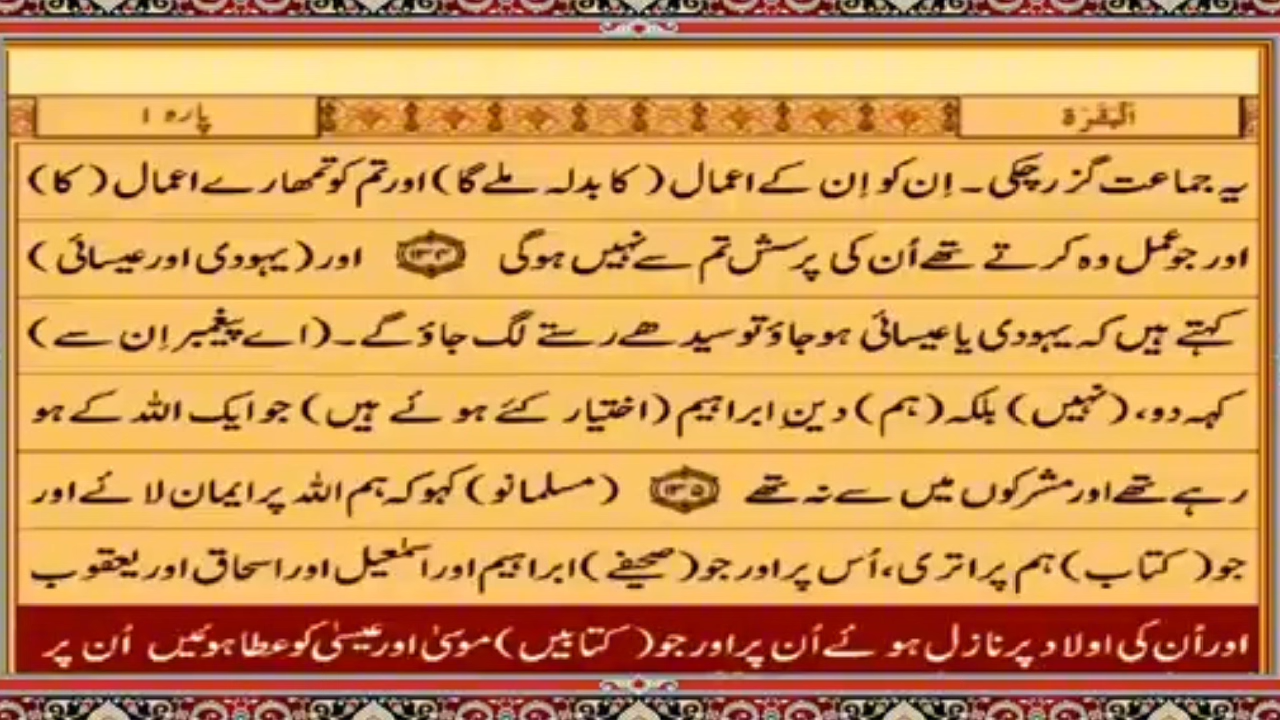 البقرة
پارہ ۱
یہ جماعت گزر چکی۔ اِن کو اِن کے اعمال (کا بدلہ ملے گا) اور تم کو تمھارے اعمال (کا)
اور جو عمل وہ کرتے تھے اُن کی پرسش تم سے نہیں ہوگی ۱۳۴ اور (یہودی اور عیسائی)
کہتے ہیں کہ یہودی یا عیسائی ہو جاؤ تو سیدھے رستے لگ جاؤ گے۔ (اے پیغمبر اِن سے)
کہہ دو، (نہیں) بلکہ (ہم) دینِ ابراہیم (اختیار کئے ہوئے ہیں) جو ایک اللہ کے ہو
رہے تھے اور مشرکوں میں سے نہ تھے ۱۳۵ (مسلمانو) کہو کہ ہم اللہ پر ایمان لائے اور
جو (کتاب) ہم پر اتری، اُس پر اور جو (صحیفے) ابراہیم اور اسمٰعیل اور اسحاق اور یعقوب
اور اُن کی اولاد پر نازل ہوئے اُن پر اور جو (کتابیں) موسیٰ اور عیسیٰ کو عطا ہوئیں اُن پر